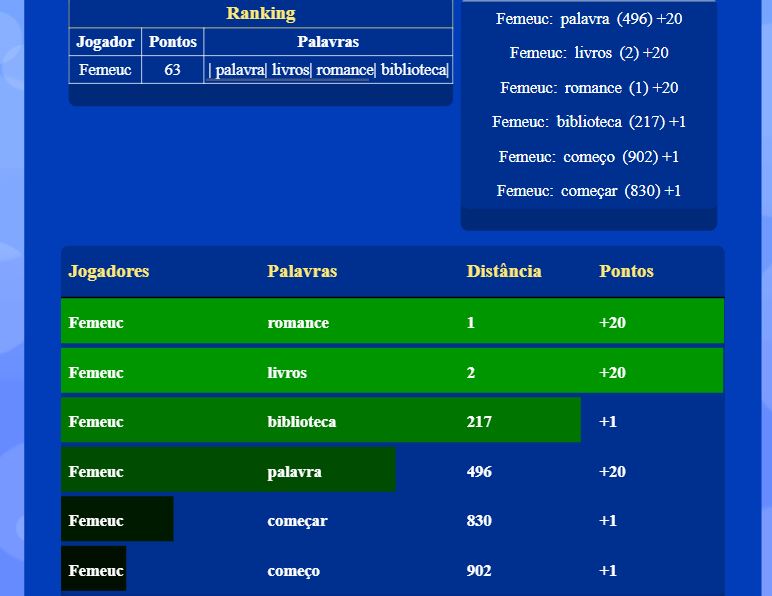 Ranking
Jogador Pontos Palavras
Femeuc 63 | palavra| livros| romance| biblioteca|
Femeuc: palavra (496) +20
Femeuc: livros (2) +20
Femeuc: romance (1) +20
Femeuc: biblioteca (217) +1
Femeuc: começo (902) +1
Femeuc: começar (830) +1
Jogadores Palavras Distância Pontos
Femeuc romance 1 +20
Femeuc livros 2 +20
Femeuc biblioteca 217 +1
Femeuc palavra 496 +20
Femeuc começar 830 +1
Femeuc começo 902 +1